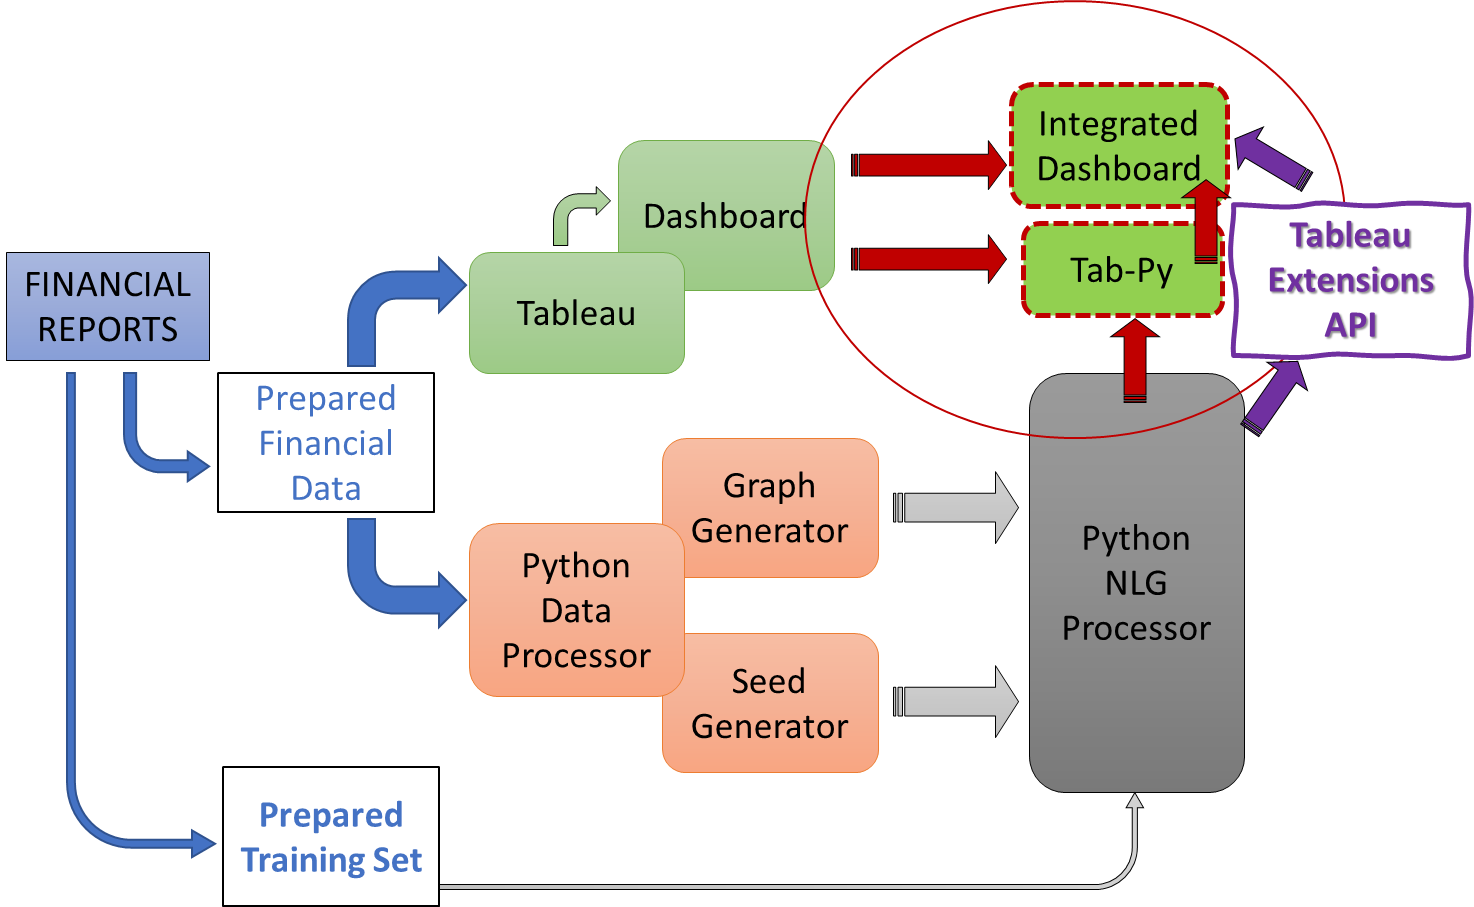 Integrated
Dashboard
Dashboard
Tableau
Extensions
API
Tab-Py
FINANCIAL
REPORTS
Tableau
Prepared
Financial
Data
Graph
Generator
Python
Data
Processor
Python
NLG
Processor
Seed
Generator
Prepared
Training Set